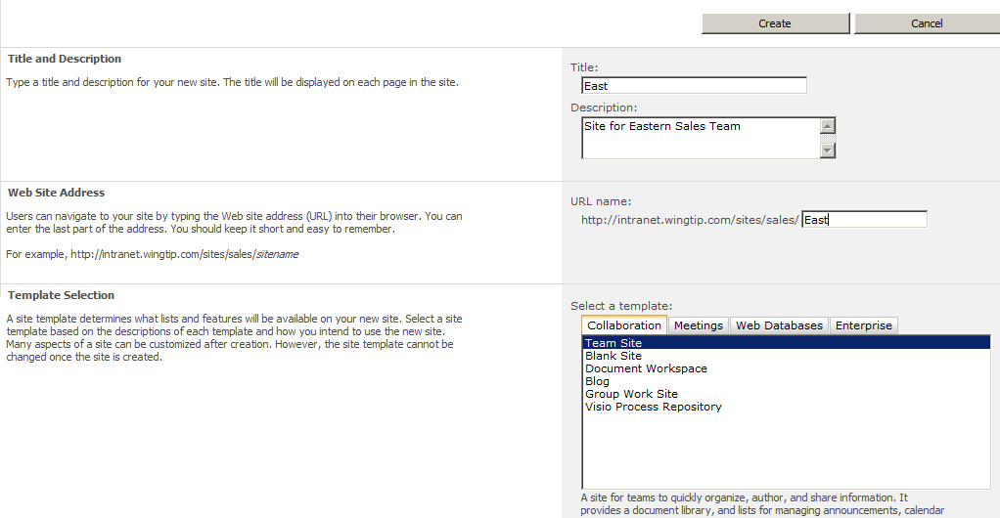 Create Cancel
Title and Description
Type a title and description for your new site. The title will be displayed on each page in the site.
Title:
East
Description:
Site for Eastern Sales Team
Web Site Address
Users can navigate to your site by typing the Web site address (URL) into their browser. You can
enter the last part of the address. You should keep it short and easy to remember.
For example, http://intranet.wingtip.com/sites/sales/sitename
URL name:
http://intranet.wingtip.com/sites/sales/ East
Template Selection
A site template determines what lists and features will be available on your new site. Select a site
template based on the descriptions of each template and how you intend to use the new site.
Many aspects of a site can be customized after creation. However, the site template cannot be
changed once the site is created.
Select a template:
Collaboration Meetings Web Databases Enterprise
Team Site
Blank Site
Document Workspace
Blog
Group Work Site
Visio Process Repository
A site for teams to quickly organize, author, and share information. It
provides a document library, and lists for managing announcements, calendar